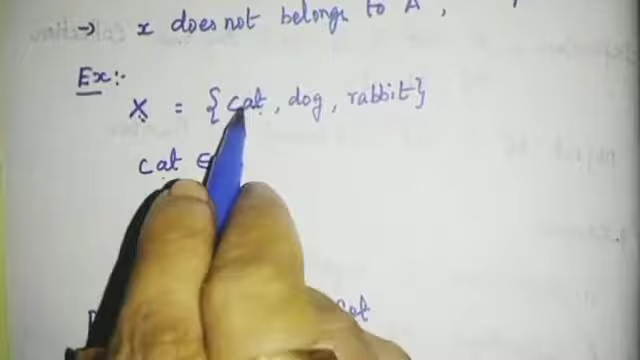 → x does not belongs to A,
Ex:-
X = {cat, dog, rabbit}
cat ∈